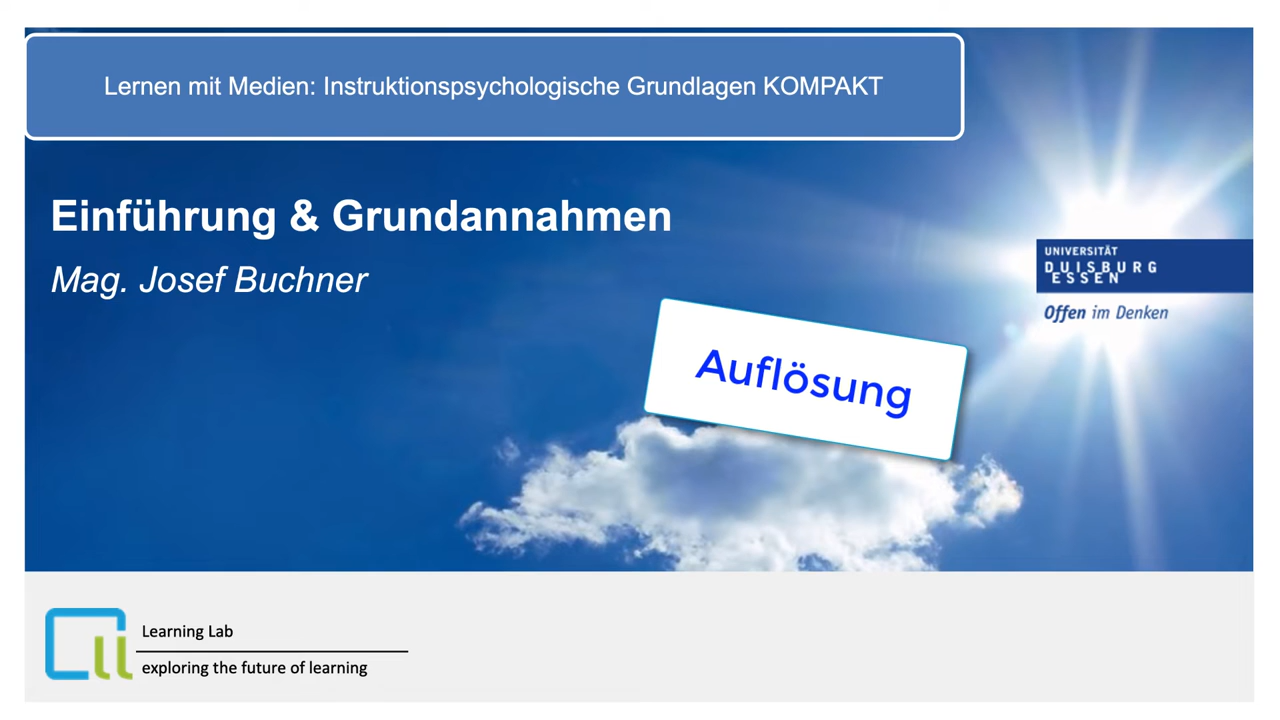 Lernen mit Medien: Instruktionspsychologische Grundlagen KOMPAKT
Einführung & Grundannahmen
Mag. Josef Buchner
UNIVERSITÄT
DUISBURG
ESSEN
Offen im Denken
Auflösung
Learning Lab
exploring the future of learning